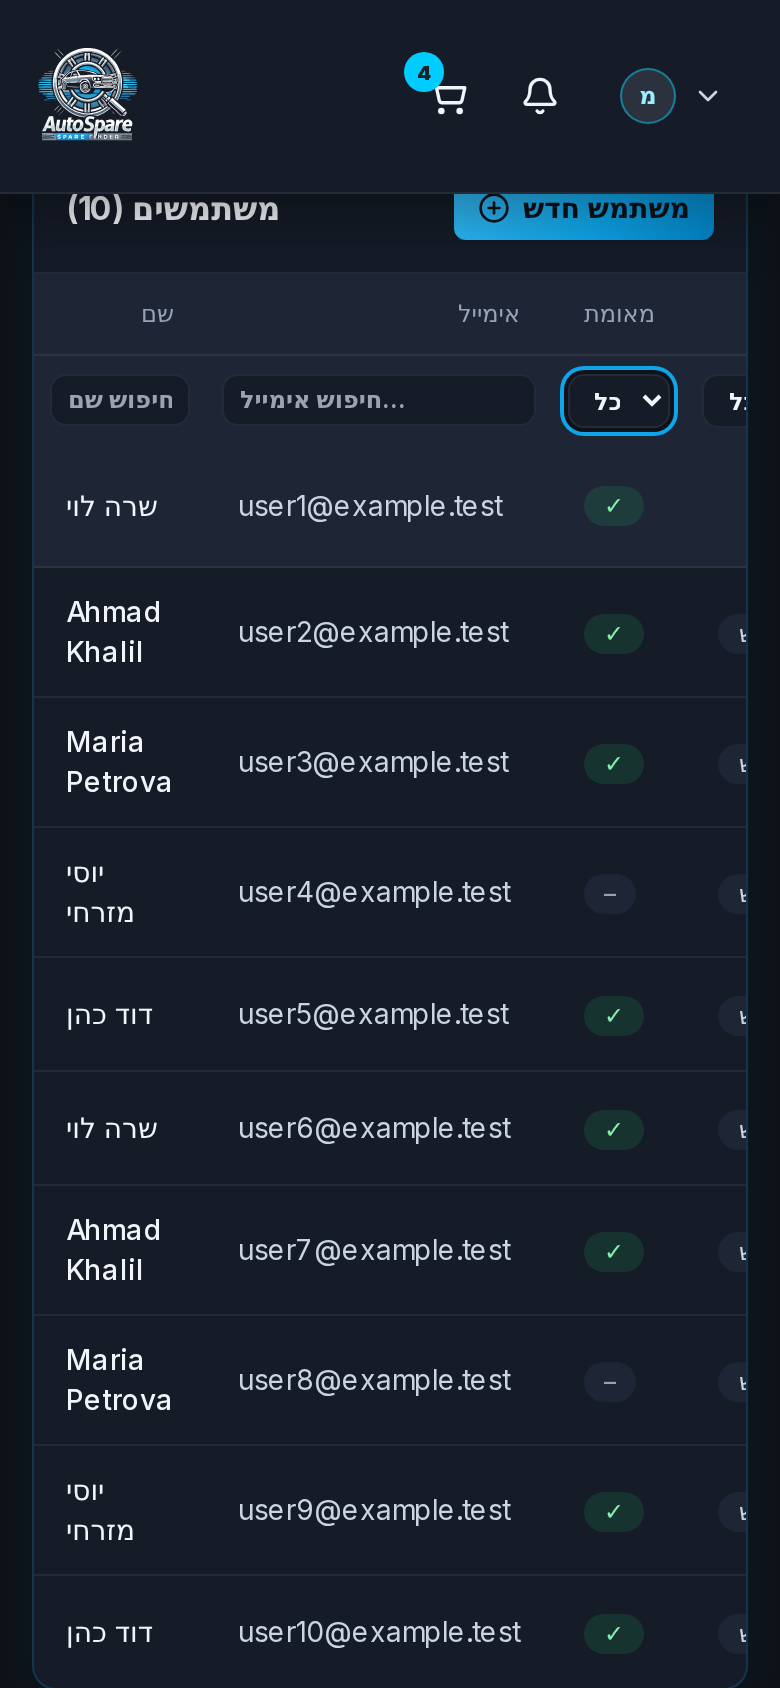 AutoSpare
SPARE FINDER
4
מ
משתמשים (10)
משתמש חדש
שם
אימייל
מאומת
חיפוש שם
חיפוש אימייל...
כל
שרה לוי
user1@example.test
✓
Ahmad
Khalil
user2@example.test
✓
Maria
Petrova
user3@example.test
✓
יוסי
מזרחי
user4@example.test
–
דוד כהן
user5@example.test
✓
שרה לוי
user6@example.test
✓
Ahmad
Khalil
user7@example.test
✓
Maria
Petrova
user8@example.test
–
יוסי
מזרחי
user9@example.test
✓
דוד כהן
user10@example.test
✓